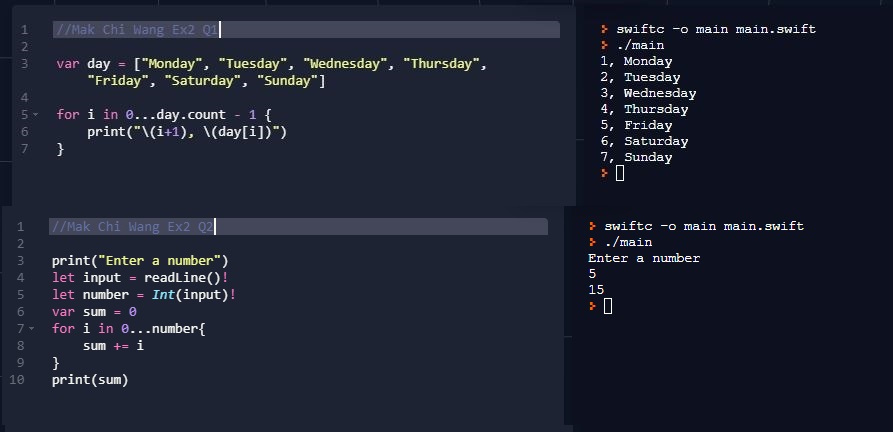 1 //Mak Chi Wang Ex2 Q1
2
3 var day = ["Monday", "Tuesday", "Wednesday", "Thursday",
"Friday", "Saturday", "Sunday"]
4
5 for i in 0...day.count - 1 {
6 print("\(i+1), \(day[i])")
7 }
> swiftc -o main main.swift
> ./main
1, Monday
2, Tuesday
3, Wednesday
4, Thursday
5, Friday
6, Saturday
7, Sunday
>
1 //Mak Chi Wang Ex2 Q2
2
3 print("Enter a number")
4 let input = readLine()!
5 let number = Int(input)!
6 var sum = 0
7 for i in 0...number{
8 sum += i
9 }
10 print(sum)
> swiftc -o main main.swift
> ./main
Enter a number
5
15
>